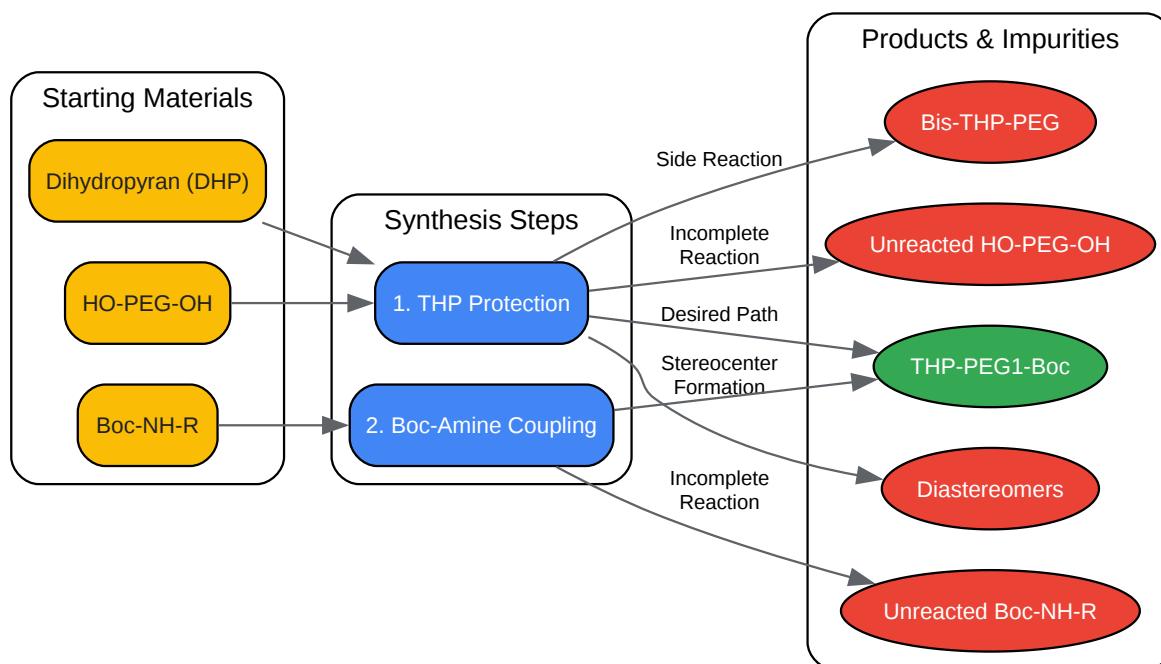 Starting Materials
Dihydropyran (DHP)
HO-PEG-OH
Boc-NH-R
Synthesis Steps
1. THP Protection
2. Boc-Amine Coupling
Side Reaction
Incomplete
Reaction
Desired Path
Stereocenter
Formation
Incomplete
Reaction
Products & Impurities
Bis-THP-PEG
Unreacted HO-PEG-OH
THP-PEG1-Boc
Diastereomers
Unreacted Boc-NH-R